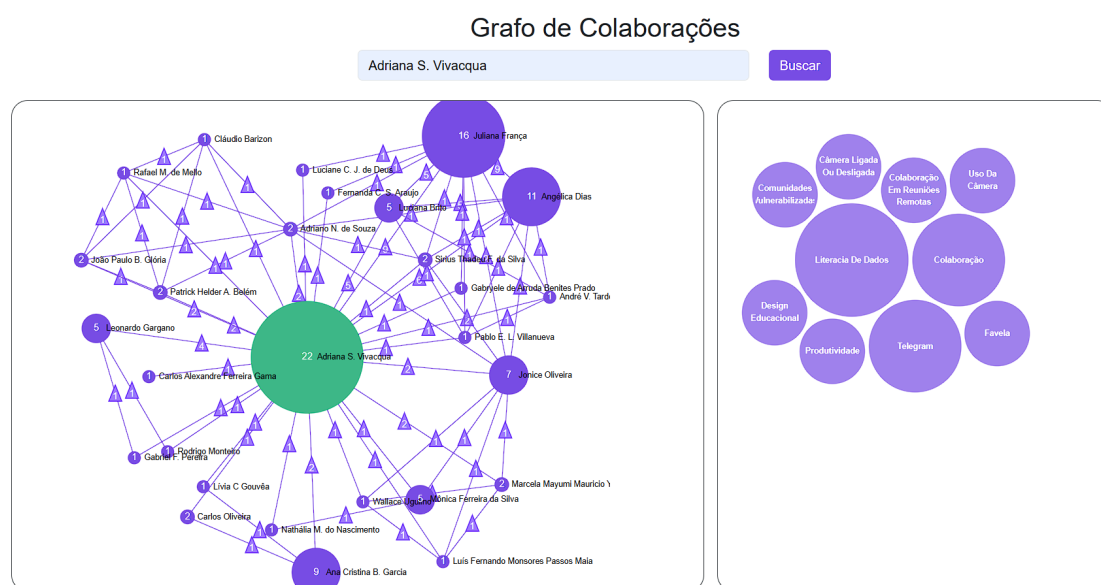 Grafo de Colaborações
Adriana S. Vivacqua
Buscar
16 Juliana França
1 Cláudio Barizon
1 Rafael M. de Mello
1 Luciane C. J. de Deus
1 Fernanda C. S. Araujo
11 Angélica Dias
5 Luciana Brito
2 Adriano N. de Souza
2 João Paulo B. Glória
2 Sirius Thadeu F. da Silva
2 Patrick Helder A. Belém
1 Gabryele de Arruda Benites Prado
1 André V. Tard
5 Leonardo Gargano
1 Pablo E. L. Villanueva
22 Adriana S. Vivacqua
1 Carlos Alexandre Ferreira Gama
7 Jonice Oliveira
1 Rodrigo Monteiro
1 Gabriel F. Pereira
1 Lívia C Gouvêa
2 Marcela Mayumi Mauricio Y
1 Wallace
Mônica Ferreira da Silva
2 Carlos Oliveira
1 Nathália M. do Nascimento
1 Luís Fernando Monsores Passos Maia
9 Ana Cristina B. Garcia
Câmera Ligada
Ou Desligada
Comunidades
Vulnerabilizadas
Colaboração
Em Reuniões
Remotas
Uso Da
Câmera
Literacia De Dados
Colaboração
Design
Educacional
Produtividade
Telegram
Favela